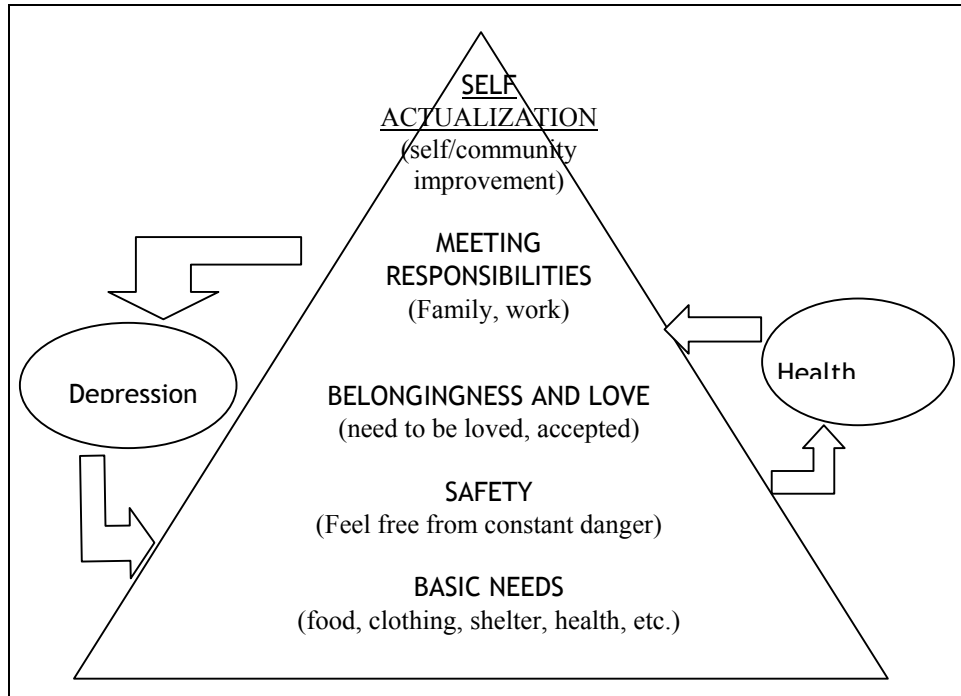 SELF
ACTUALIZATION
(self/community
improvement)
MEETING
RESPONSIBILITIES
(Family, work)
Depression
Health
BELONGINGNESS AND LOVE
(need to be loved, accepted)
SAFETY
(Feel free from constant danger)
BASIC NEEDS
(food, clothing, shelter, health, etc.)